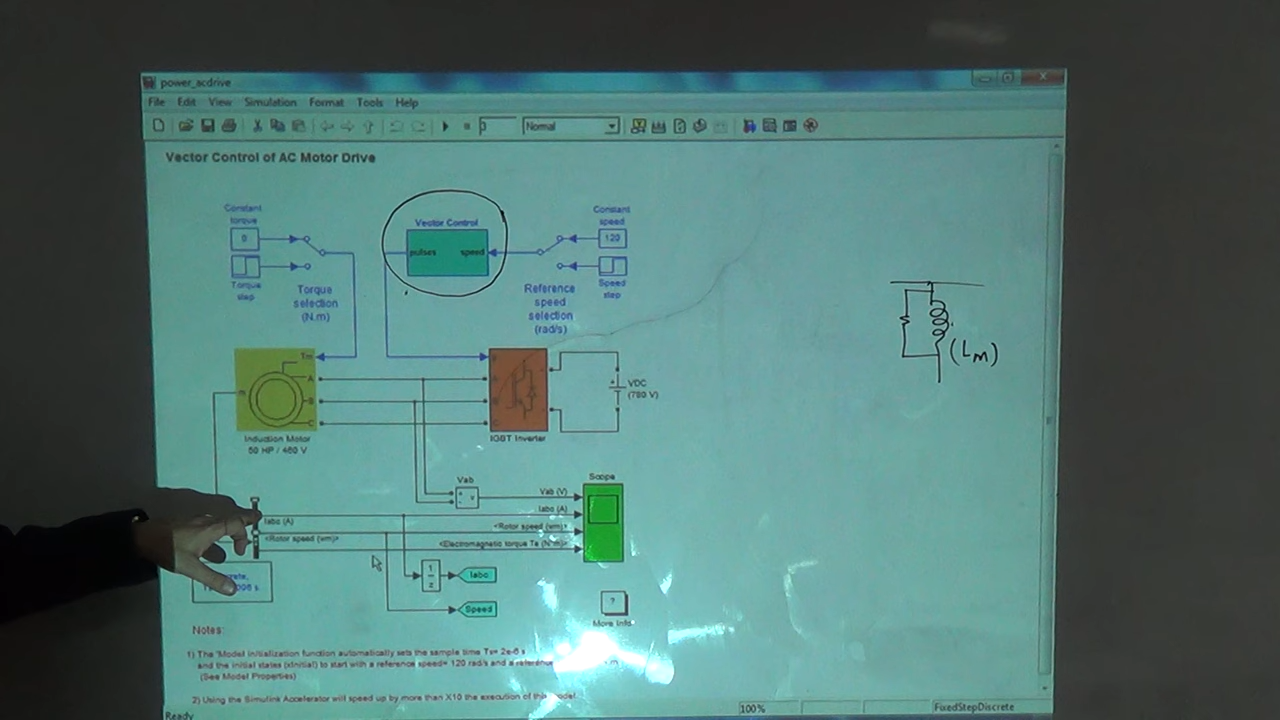 power_acdrive
File Edit View Simulation Format Tools Help
Normal
Vector Control of AC Motor Drive
Constant
torque
0
Torque
step
Torque
selection
(N.m)
Vector Control
pulses speed
Constant
speed
120
Speed
step
Reference
speed
selection
(rad/s)
Tm
A
B
C
m
Induction Motor
50 HP / 460 V
IGBT Inverter
+
VDC
(780 V)
(LM)
Vab
+
-
v
Scope
Vab (V)
Iabc (A)
<Rotor speed (wm)>
<Electromagnetic torque Te (N*m)>
Iabc (A)
<Rotor speed (wm)>
1
z
Iabc
Speed
?
More Info
Notes:
1) The 'Model initialization function automatically sets the sample time Ts= 2e-6 s
and the initial states (xInitial) to start with a reference speed= 120 rad/s and a reference
(See Model Properties)
2) Using the Simulink Accelerator will speed up by more than X10 the execution of this model.
Ready 100% FixedStepDiscrete